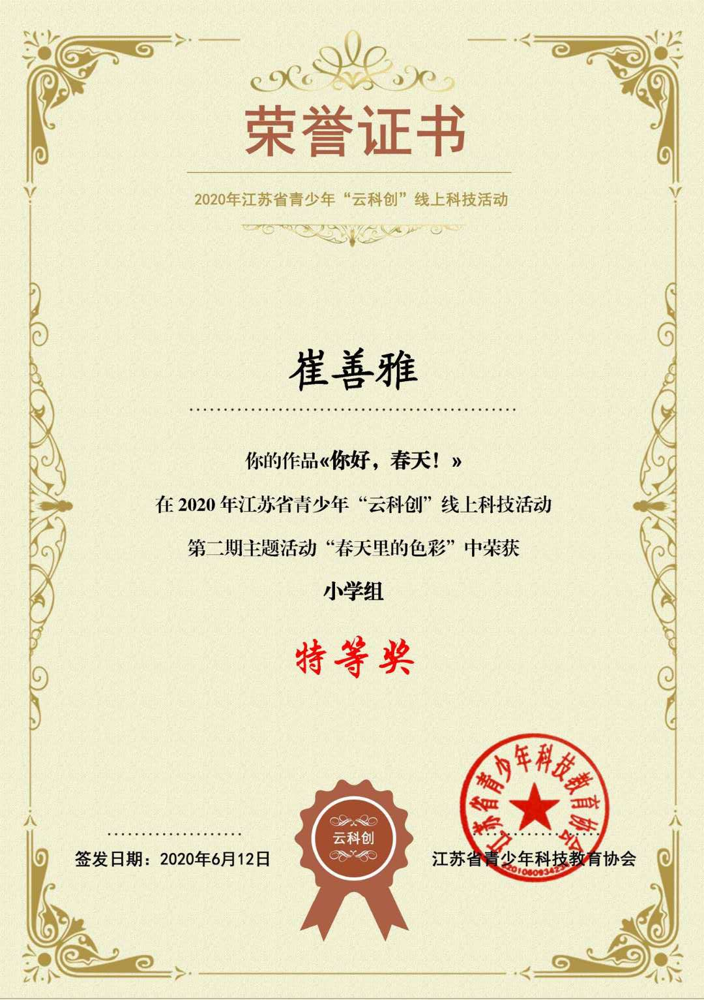 荣誉证书
2020年江苏省青少年“云科创”线上科技活动
崔善雅
你的作品«你好，春天！»
在 2020 年江苏省青少年“云科创”线上科技活动
第二期主题活动“春天里的色彩”中荣获
小学组
特等奖
江苏省青少年科技教育协会
云科创
签发日期：2020年6月12日
江苏省青少年科技教育协会